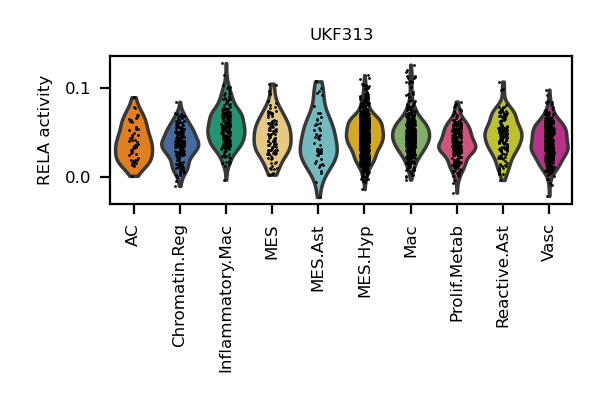 UKF313
RELA activity
0.1
0.0
AC
Chromatin.Reg
Inflammatory.Mac
MES
MES.Ast
MES.Hyp
Mac
Prolif.Metab
Reactive.Ast
Vasc